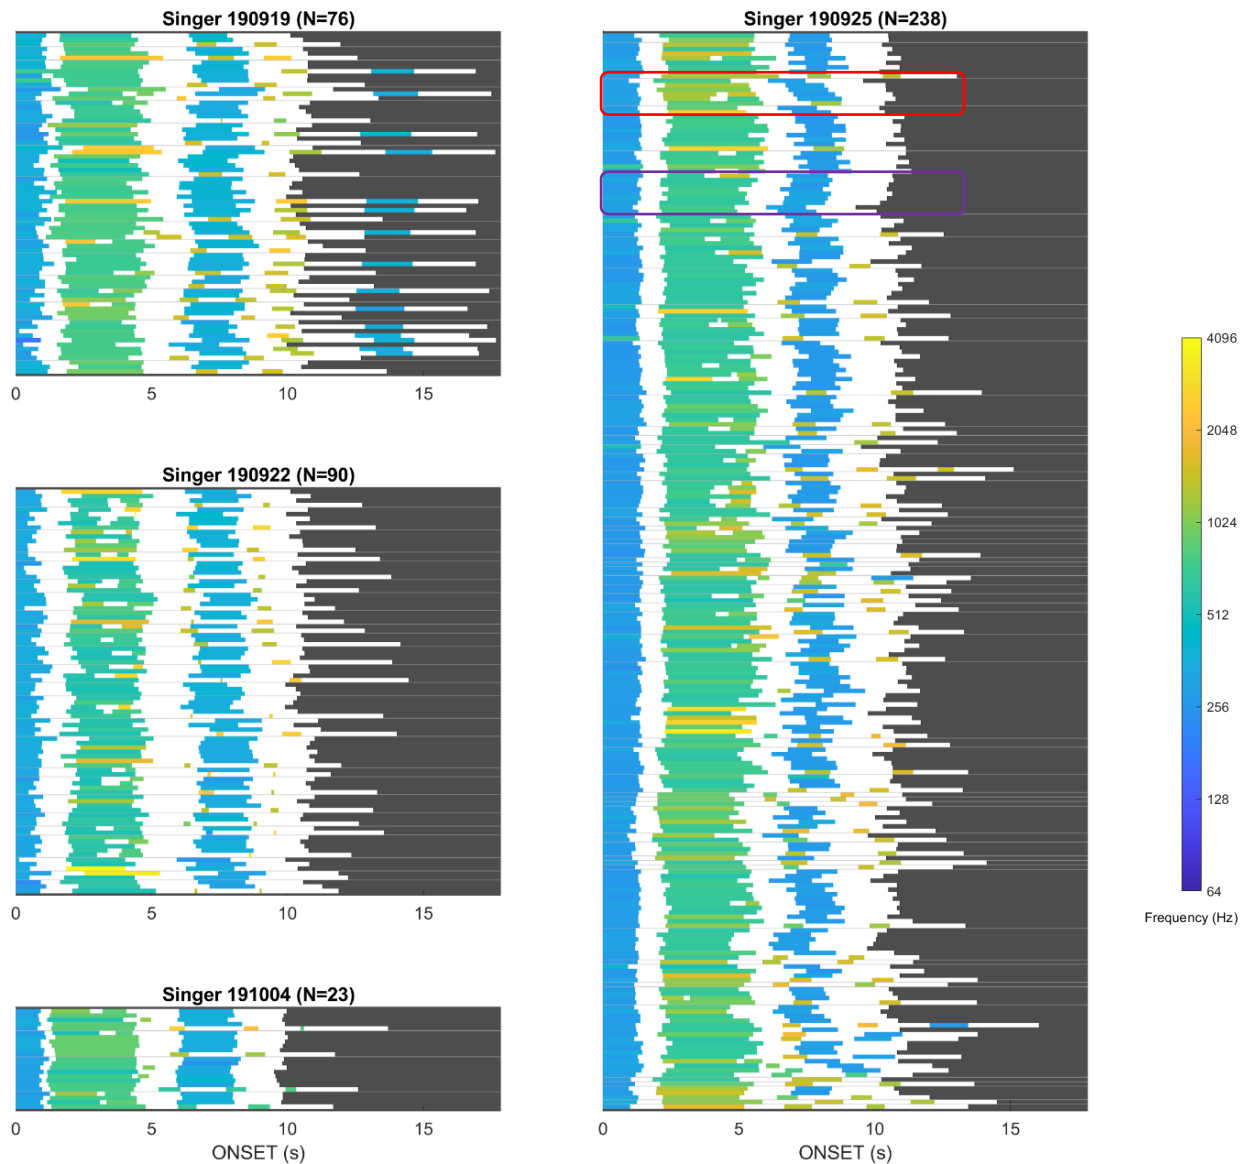 Singer 190919 (N=76)
0 5 10 15
Singer 190922 (N=90)
0 5 10 15
Singer 191004 (N=23)
0 5 10 15
ONSET (s)
Singer 190925 (N=238)
0 5 10 15
ONSET (s)
4096
2048
1024
512
256
128
64
Frequency (Hz)